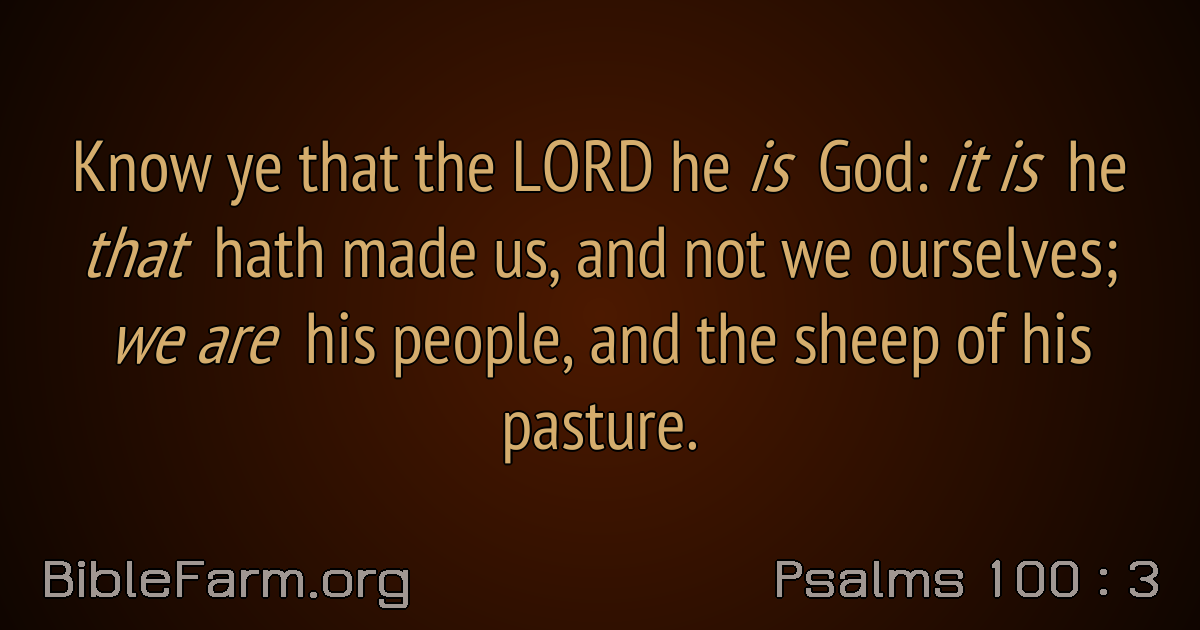 Know ye that the LORD he is God: it is he
that hath made us, and not we ourselves;
we are his people, and the sheep of his
pasture.
BibleFarm.org
Psalms 100 : 3